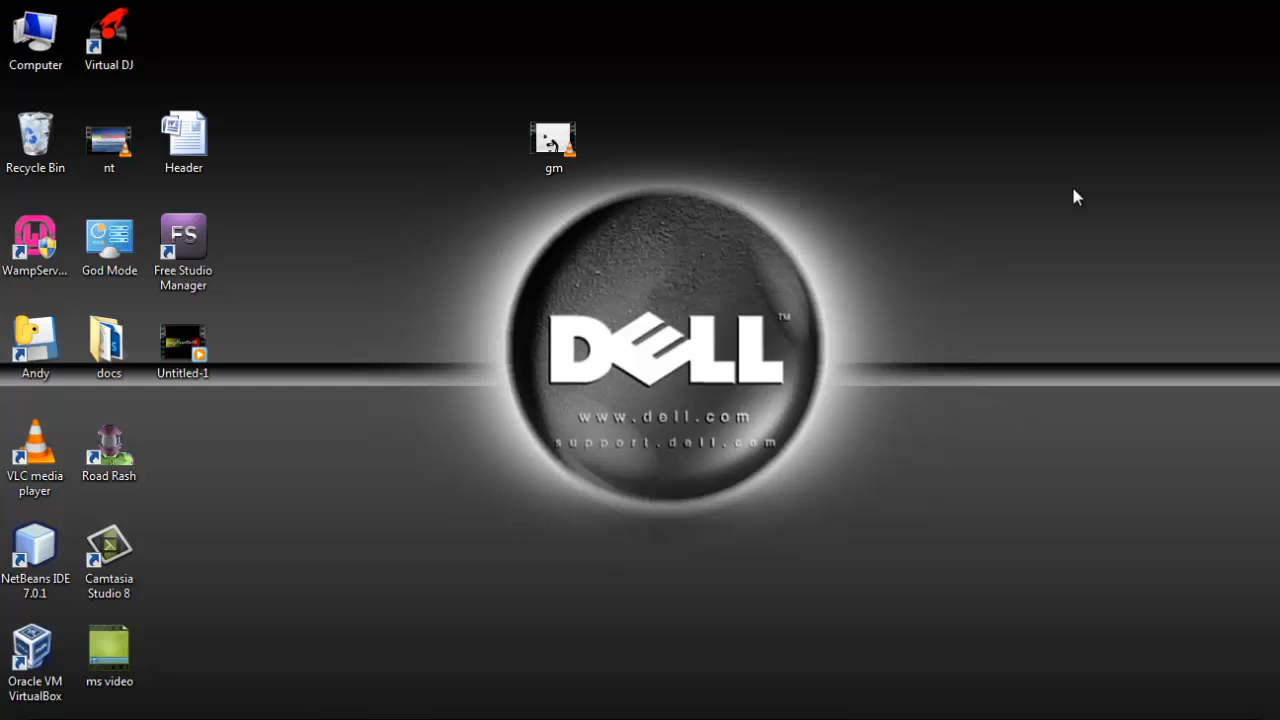 Computer
Virtual DJ
Recycle Bin
nt
Header
gm
WampServ...
God Mode
FS
Free Studio
Manager
Andy
docs
Untitled-1
DELL™
www.dell.com
support.dell.com
VLC media
player
Road Rash
NetBeans IDE
7.0.1
Camtasia
Studio 8
Oracle VM
VirtualBox
ms video